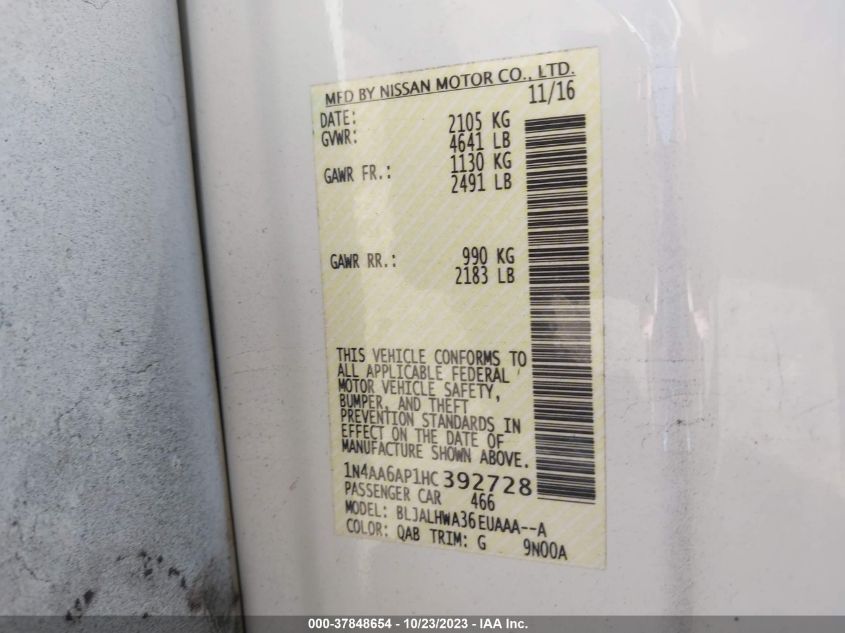 MFD BY NISSAN MOTOR CO., LTD.
DATE: 11/16
GVWR: 2105 KG
4641 LB
GAWR FR.: 1130 KG
2491 LB
GAWR RR.: 990 KG
2183 LB
THIS VEHICLE CONFORMS TO
ALL APPLICABLE FEDERAL
MOTOR VEHICLE SAFETY,
BUMPER, AND THEFT
PREVENTION STANDARDS IN
EFFECT ON THE DATE OF
MANUFACTURE SHOWN ABOVE.
1N4AA6AP1HC392728
PASSENGER CAR 466
MODEL: BLJALHWA36EUAAA--A
COLOR: QAB TRIM: G 9N00A
000-37848654 - 10/23/2023 - IAA Inc.